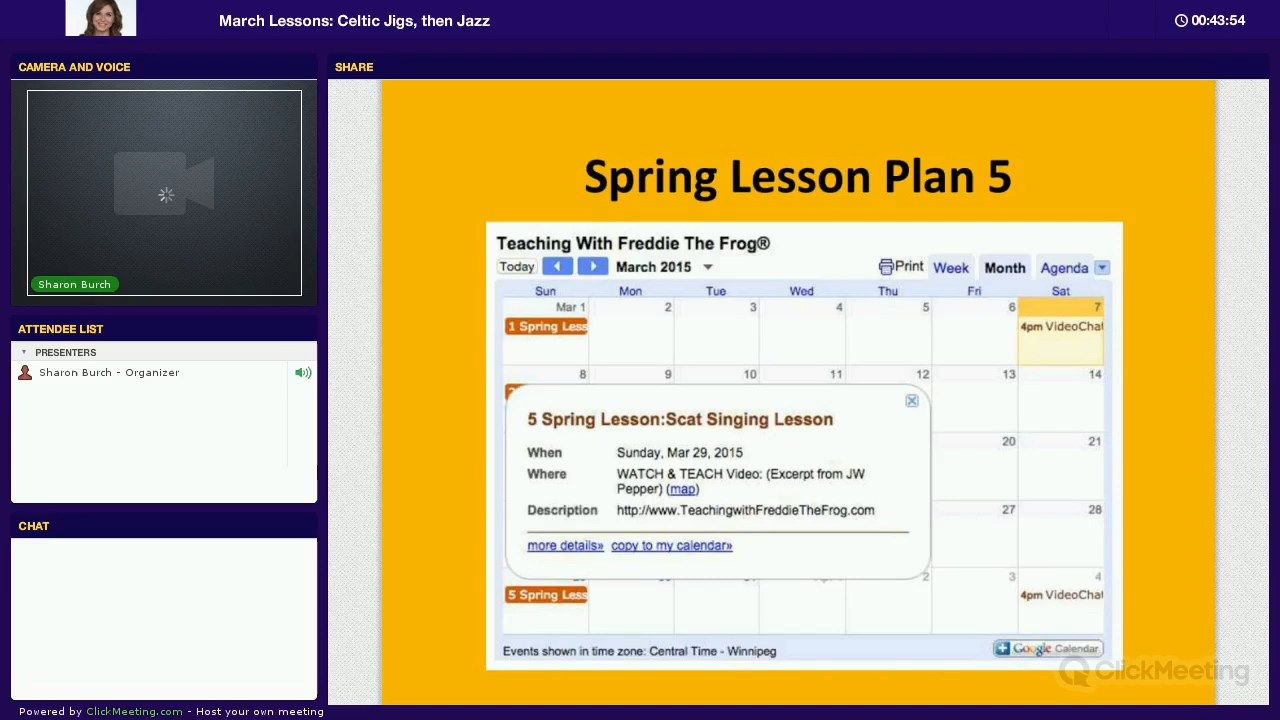 March Lessons: Celtic Jigs, then Jazz
00:43:54
CAMERA AND VOICE
Sharon Burch
ATTENDEE LIST
PRESENTERS
Sharon Burch - Organizer
CHAT
Powered by ClickMeeting.com - Host your own meeting
SHARE
Spring Lesson Plan 5
Teaching With Freddie The Frog®
Today March 2015 Print Week Month Agenda
Sun Mon Tue Wed Thu Fri Sat
Mar 1 2 3 4 5 6 7
1 Spring Less 4pm VideoChat
8 9 10 11 12 13 14
5 Spring Lesson:Scat Singing Lesson
When Sunday, Mar 29, 2015
20 21
Where WATCH & TEACH Video: (Excerpt from JW
Pepper) (map)
Description http://www.TeachingwithFreddieTheFrog.com
27 28
more details» copy to my calendar»
2 3 4
5 Spring Less 4pm VideoChat
Events shown in time zone: Central Time - Winnipeg
Google Calendar
ClickMeeting